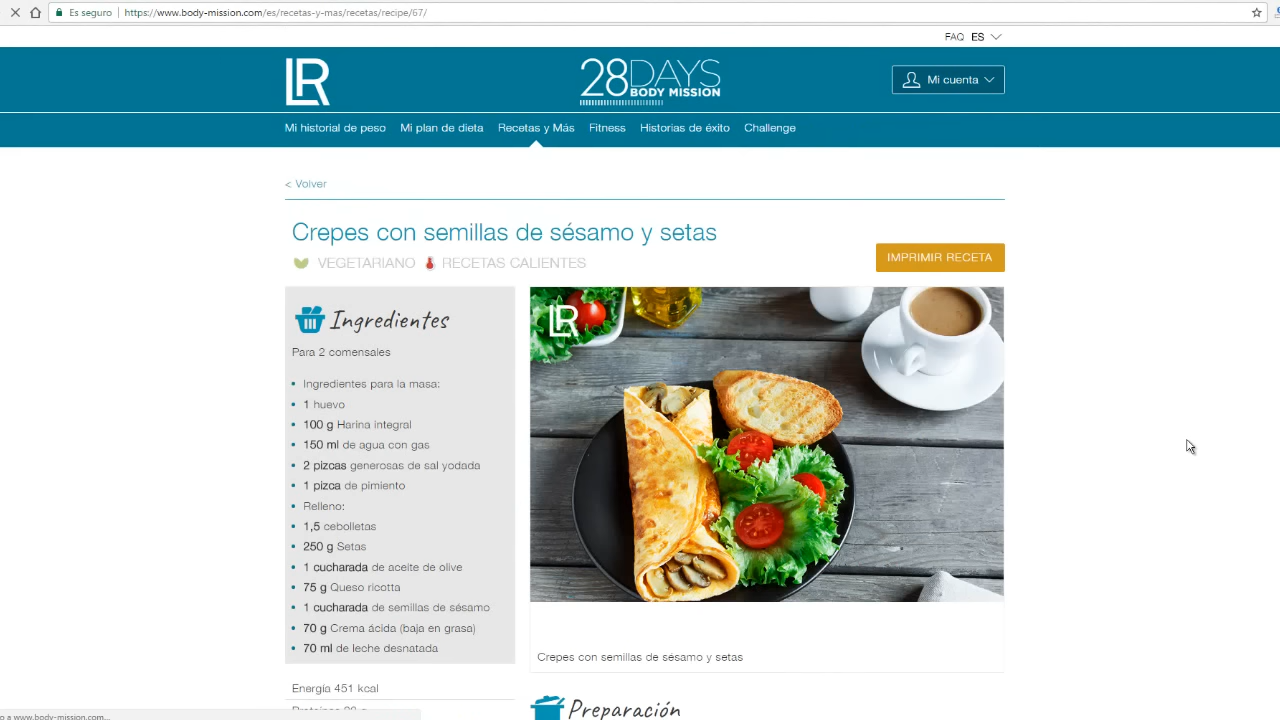 Es seguro https://www.body-mission.com/es/recetas-y-mas/recetas/recipe/67/
FAQ ES
LR
28DAYS
BODY MISSION
Mi cuenta
Mi historial de peso Mi plan de dieta Recetas y Más Fitness Historias de éxito Challenge
< Volver
Crepes con semillas de sésamo y setas
VEGETARIANO RECETAS CALIENTES
IMPRIMIR RECETA
Ingredientes
Para 2 comensales
Ingredientes para la masa:
1 huevo
100 g Harina integral
150 ml de agua con gas
2 pizcas generosas de sal yodada
1 pizca de pimiento
Relleno:
1,5 cebolletas
250 g Setas
1 cucharada de aceite de olive
75 g Queso ricotta
1 cucharada de semillas de sésamo
70 g Crema ácida (baja en grasa)
70 ml de leche desnatada
LR
Crepes con semillas de sésamo y setas
Energía 451 kcal
Preparación
o a www.body-mission.com...